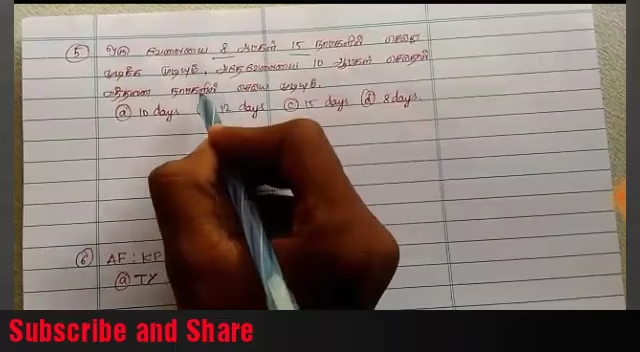 ⑤ ஒரு வேலையை 8 ஆட்கள் 15 நாட்களில் செய்து
முடிக்க முடியும். அதே வேலையை 10 ஆட்கள் செய்தால்
எத்தனை நாட்களில் செய்ய முடியும்.
ⓐ 10 days 12 days ⓒ 15 days ⓓ 8 days.
⑥ AF : KP
ⓐ TY
Subscribe and Share